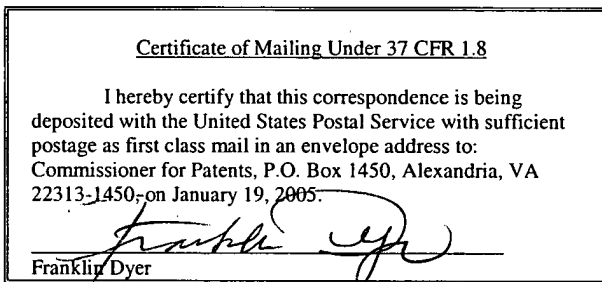 Certificate of Mailing Under 37 CFR 1.8
I hereby certify that this correspondence is being
deposited with the United States Postal Service with sufficient
postage as first class mail in an envelope address to:
Commissioner for Patents, P.O. Box 1450, Alexandria, VA
22313-1450, on January 19, 2005.
Franklin Dyer
Franklin Dyer